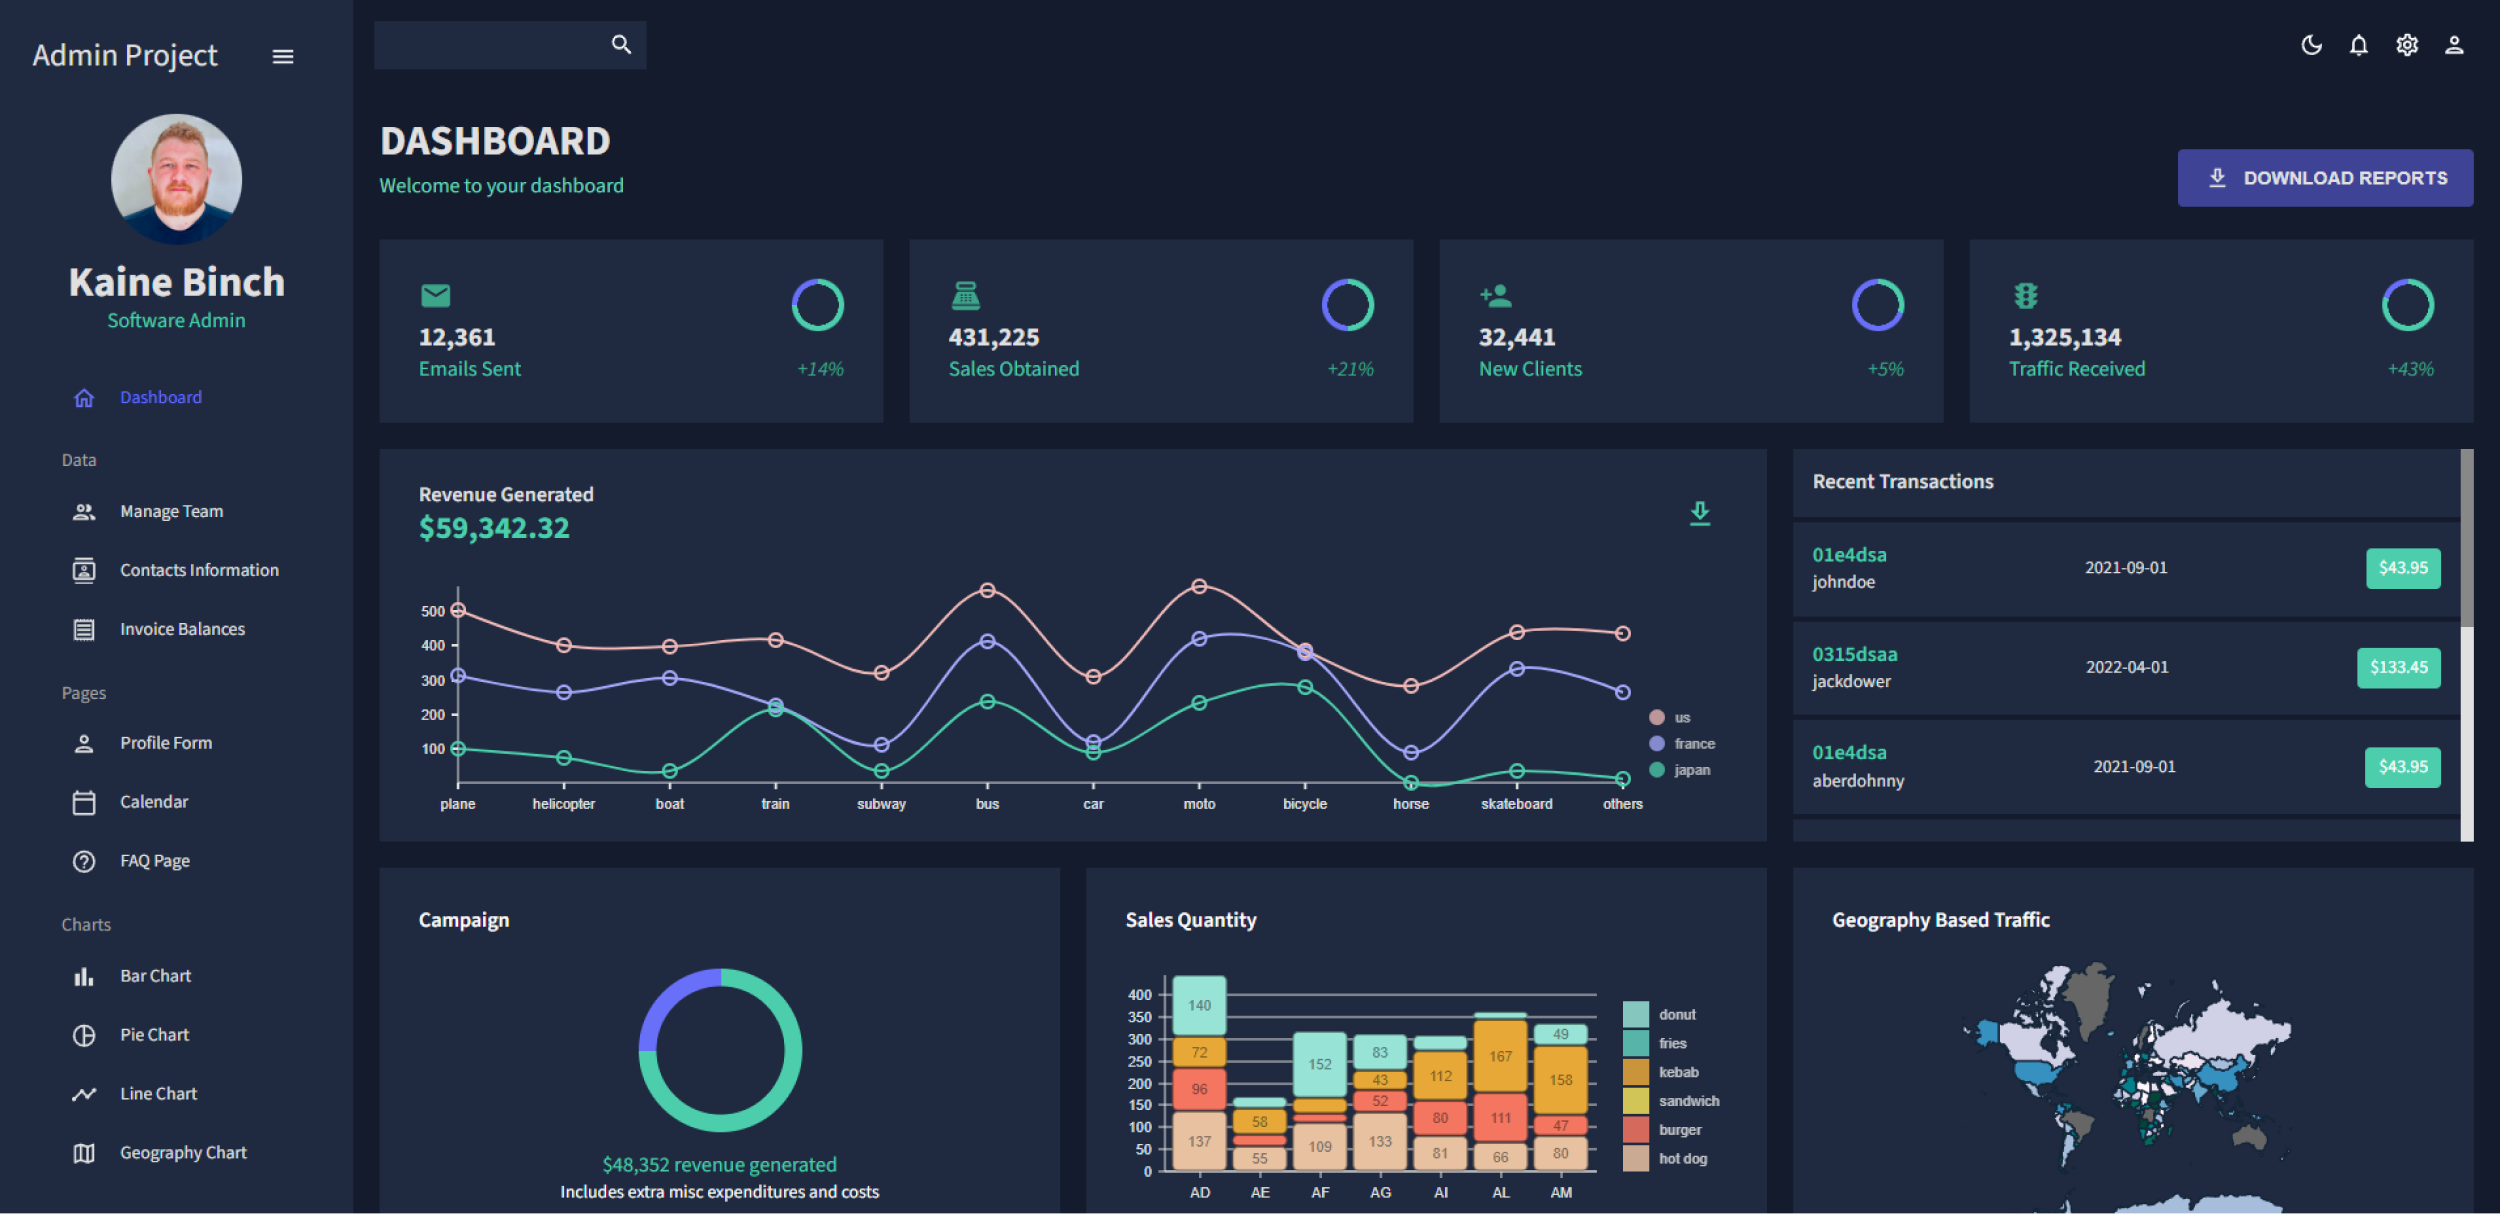 Admin Project
Kaine Binch
Software Admin
Dashboard
Data
Manage Team
Contacts Information
Invoice Balances
Pages
Profile Form
Calendar
FAQ Page
Charts
Bar Chart
Pie Chart
Line Chart
Geography Chart
DASHBOARD
Welcome to your dashboard
DOWNLOAD REPORTS
12,361
Emails Sent
+14%
431,225
Sales Obtained
+21%
32,441
New Clients
+5%
1,325,134
Traffic Received
+43%
Revenue Generated
$59,342.32
500
400
300
200
100
plane helicopter boat train subway bus car moto bicycle horse skateboard others
us
france
japan
Recent Transactions
01e4dsa
johndoe
2021-09-01
$43.95
0315dsaa
jackdower
2022-04-01
$133.45
01e4dsa
aberdohnny
2021-09-01
$43.95
Campaign
$48,352 revenue generated
Includes extra misc expenditures and costs
Sales Quantity
400
350
300
250
200
150
100
50
0
140
72
96
137
58
55
152
109
83
43
52
133
112
80
81
167
111
66
49
158
47
80
AD AE AF AG AI AL AM
donut
fries
kebab
sandwich
burger
hot dog
Geography Based Traffic